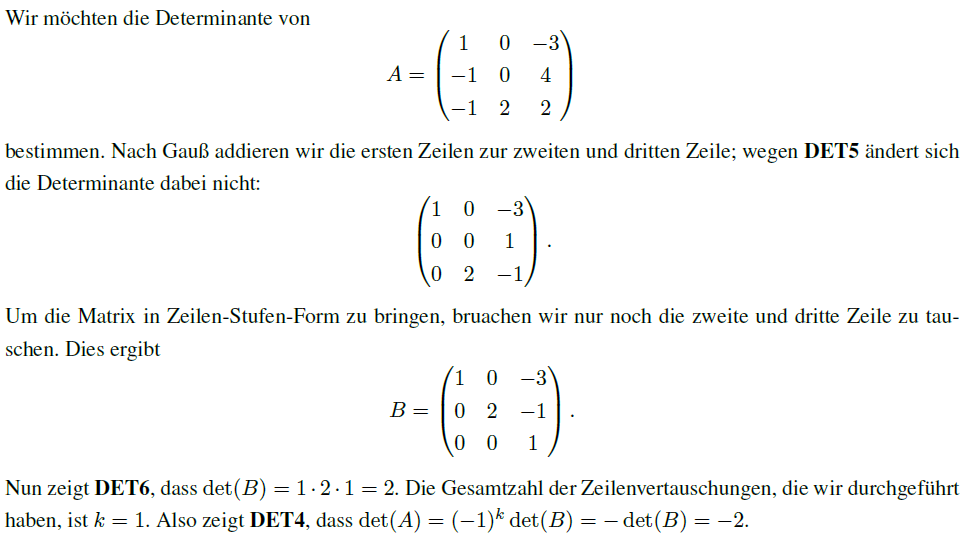 Wir möchten die Determinante von
A = \begin{pmatrix} 1 & 0 & -3 \\ -1 & 0 & 4 \\ -1 & 2 & 2 \end{pmatrix}
bestimmen. Nach Gauß addieren wir die ersten Zeilen zur zweiten und dritten Zeile; wegen DET5 ändert sich
die Determinante dabei nicht:
\begin{pmatrix} 1 & 0 & -3 \\ 0 & 0 & 1 \\ 0 & 2 & -1 \end{pmatrix}.
Um die Matrix in Zeilen-Stufen-Form zu bringen, bruachen wir nur noch die zweite und dritte Zeile zu tau-
schen. Dies ergibt
B = \begin{pmatrix} 1 & 0 & -3 \\ 0 & 2 & -1 \\ 0 & 0 & 1 \end{pmatrix}.
Nun zeigt DET6, dass det(B) = 1 · 2 · 1 = 2. Die Gesamtzahl der Zeilenvertauschungen, die wir durchgeführt
haben, ist k = 1. Also zeigt DET4, dass det(A) = (−1)^k det(B) = − det(B) = −2.